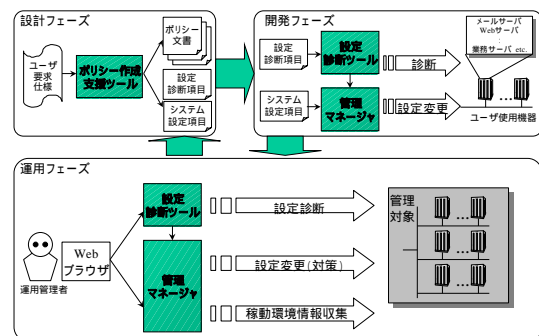 設計フェーズ
ユーザ
要求
仕様
ポリシー作成
支援ツール
ポリシー
文書
設定
診断項目
システム
設定項目
開発フェーズ
設定
診断項目
設定
診断ツール
システム
設定項目
管理
マネージャ
診断
設定変更
メールサーバ
Webサーバ
:
業務サーバ etc.
ユーザ使用機器
運用フェーズ
運用管理者
Web
ブラウザ
設定
診断ツール
管理
マネージャ
設定診断
設定変更(対策)
稼動環境情報収集
管理
対象